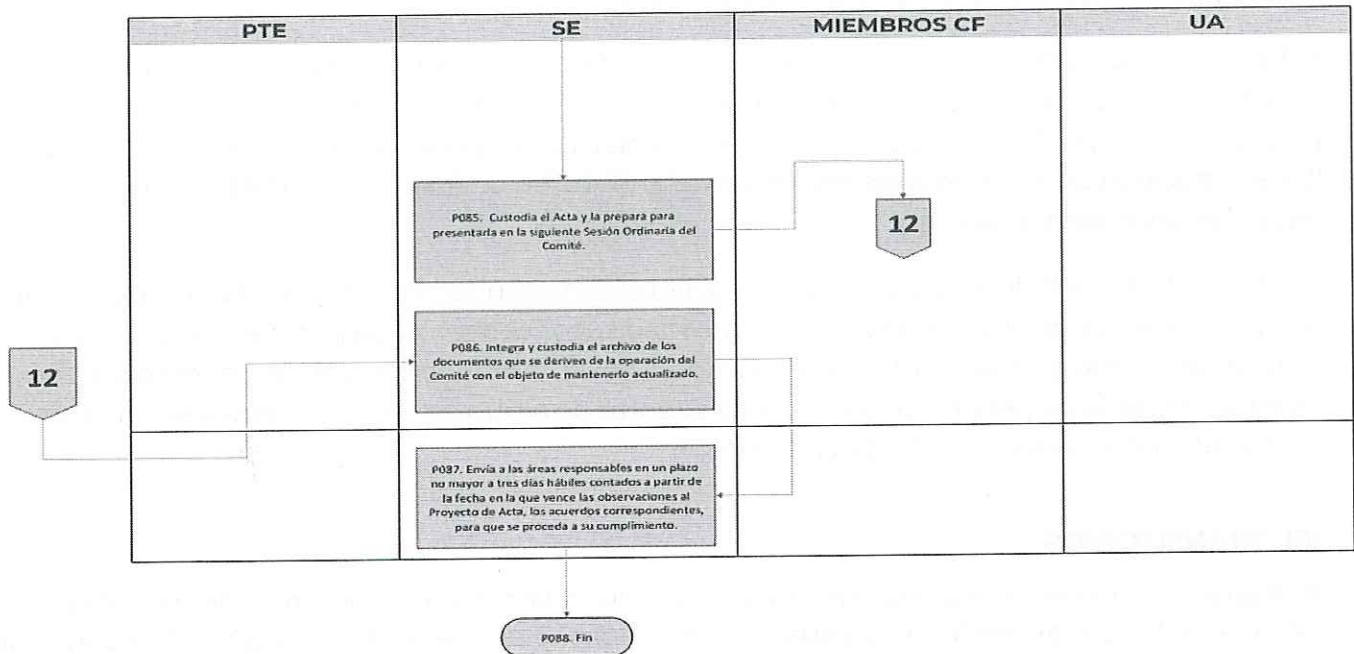 PTE SE MIEMBROS CF UA
P085. Custodia el Acta y la prepara para
presentarla en la siguiente Sesión Ordinaria del
Comité.
12
P086. Integra y custodia el archivo de los
documentos que se deriven de la operación del
Comité con el objeto de mantenerlo actualizado.
12
P087. Envía a las áreas responsables en un plazo
no mayor a tres días hábiles contados a partir de
la fecha en la que vence las observaciones al
Proyecto de Acta, los acuerdos correspondientes,
para que se proceda a su cumplimiento.
P088. Fin